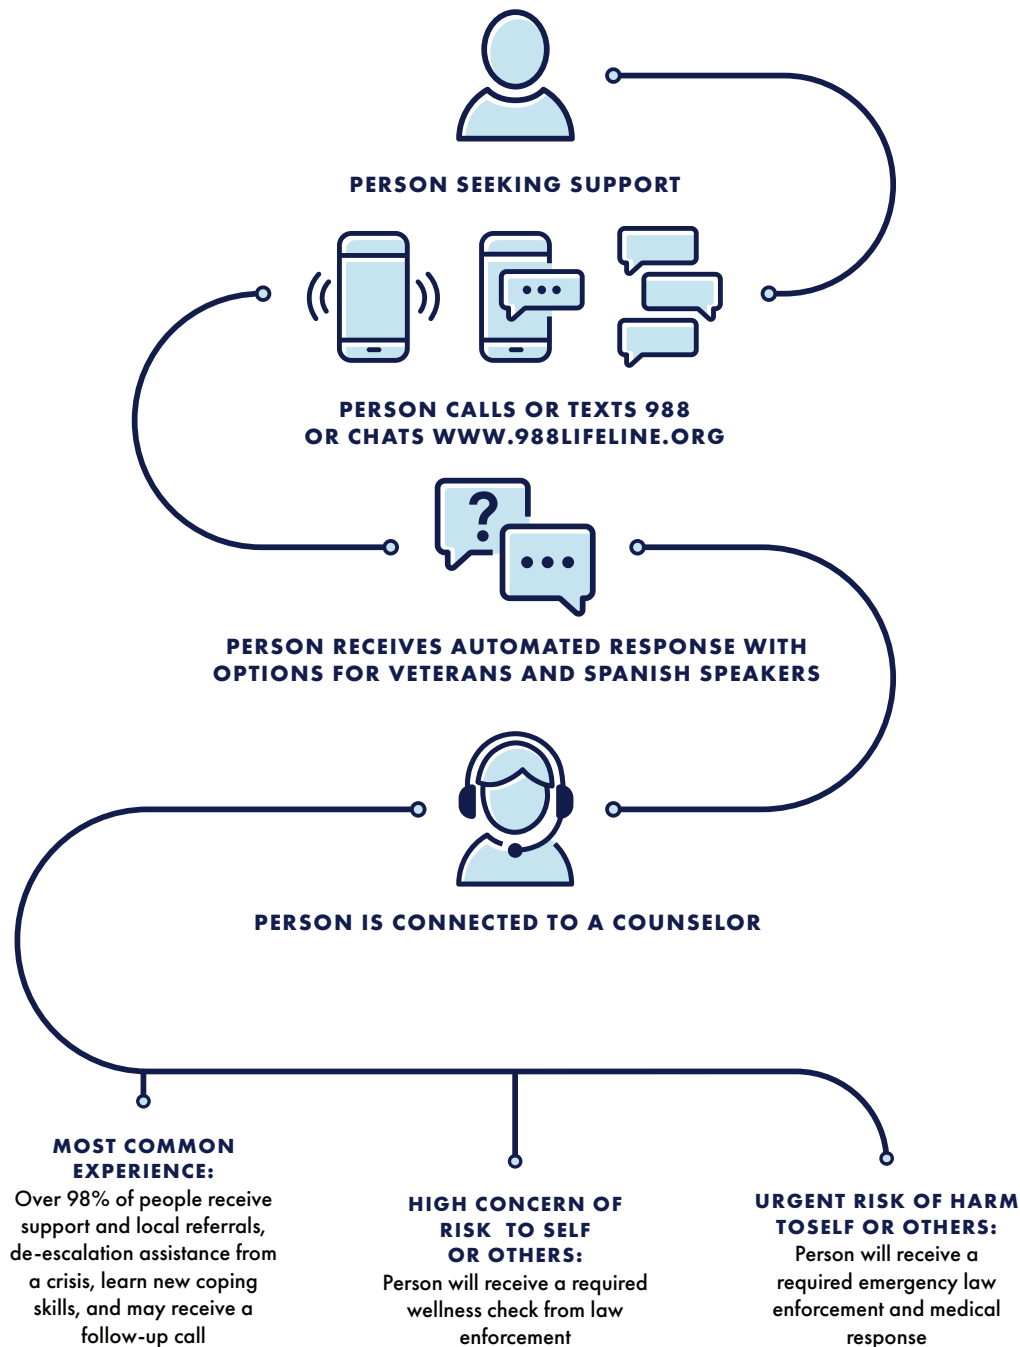 PERSON SEEKING SUPPORT
PERSON CALLS OR TEXTS 988
OR CHATS WWW.988LIFELINE.ORG
?
PERSON RECEIVES AUTOMATED RESPONSE WITH
OPTIONS FOR VETERANS AND SPANISH SPEAKERS
PERSON IS CONNECTED TO A COUNSELOR
MOST COMMON
EXPERIENCE:
Over 98% of people receive
support and local referrals,
de-escalation assistance from
a crisis, learn new coping
skills, and may receive a
follow-up call
HIGH CONCERN OF
RISK TO SELF
OR OTHERS:
Person will receive a required
wellness check from law
enforcement
URGENT RISK OF HARM
TOSELF OR OTHERS:
Person will receive a
required emergency law
enforcement and medical
response